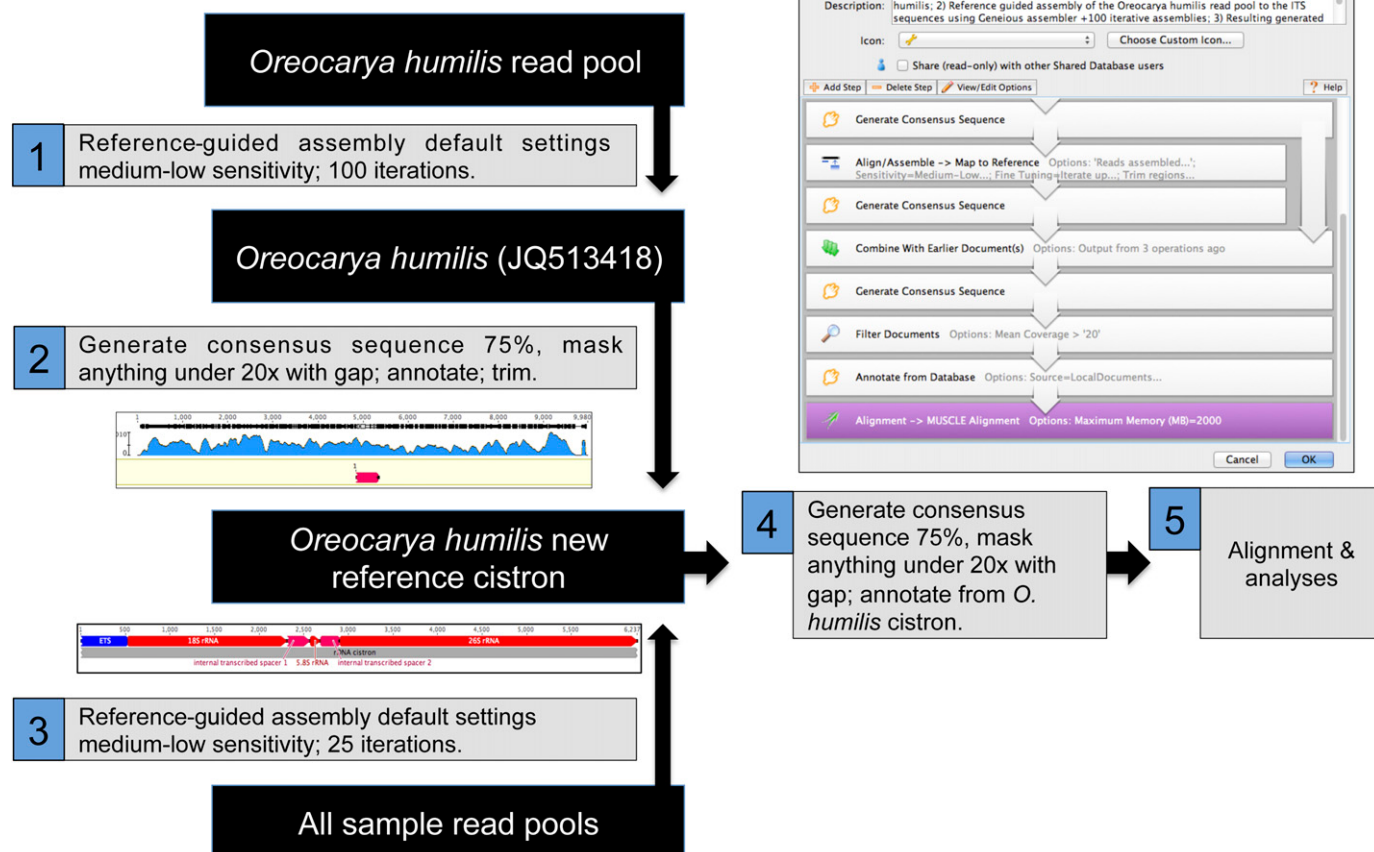 Oreocarya humilis read pool
1
Reference-guided assembly default settings
medium-low sensitivity; 100 iterations.
Oreocarya humilis (JQ513418)
2
Generate consensus sequence 75%, mask
anything under 20x with gap; annotate; trim.
1 1,000 2,000 3,000 4,000 5,000 6,000 7,000 8,000 9,000 9,980
0
1
Oreocarya humilis new
reference cistron
1 500 1,000 1,500 2,000 2,500 3,000 3,500 4,000 4,500 5,000 5,500 6,237
ETS 18S rRNA 26S rRNA
rRNA cistron
internal transcribed spacer 1 5.8S rRNA internal transcribed spacer 2
3
Reference-guided assembly default settings
medium-low sensitivity; 25 iterations.
All sample read pools
Description: humilis; 2) Reference guided assembly of the Oreocarya humilis read pool to the ITS
sequences using Geneious assembler +100 iterative assemblies; 3) Resulting generated
Icon: Choose Custom Icon...
Share (read-only) with other Shared Database users
Add Step Delete Step View/Edit Options ? Help
Generate Consensus Sequence
Align/Assemble -> Map to Reference Options: 'Reads assembled...';
Sensitivity=Medium-Low...; Fine Tuning=Iterate up...; Trim regions...
Generate Consensus Sequence
Combine With Earlier Document(s) Options: Output from 3 operations ago
Generate Consensus Sequence
Filter Documents Options: Mean Coverage > '20'
Annotate from Database Options: Source=LocalDocuments...
Alignment -> MUSCLE Alignment Options: Maximum Memory (MB)=2000
Cancel OK
4
Generate consensus
sequence 75%, mask
anything under 20x with
gap; annotate from O.
humilis cistron.
5
Alignment &
analyses